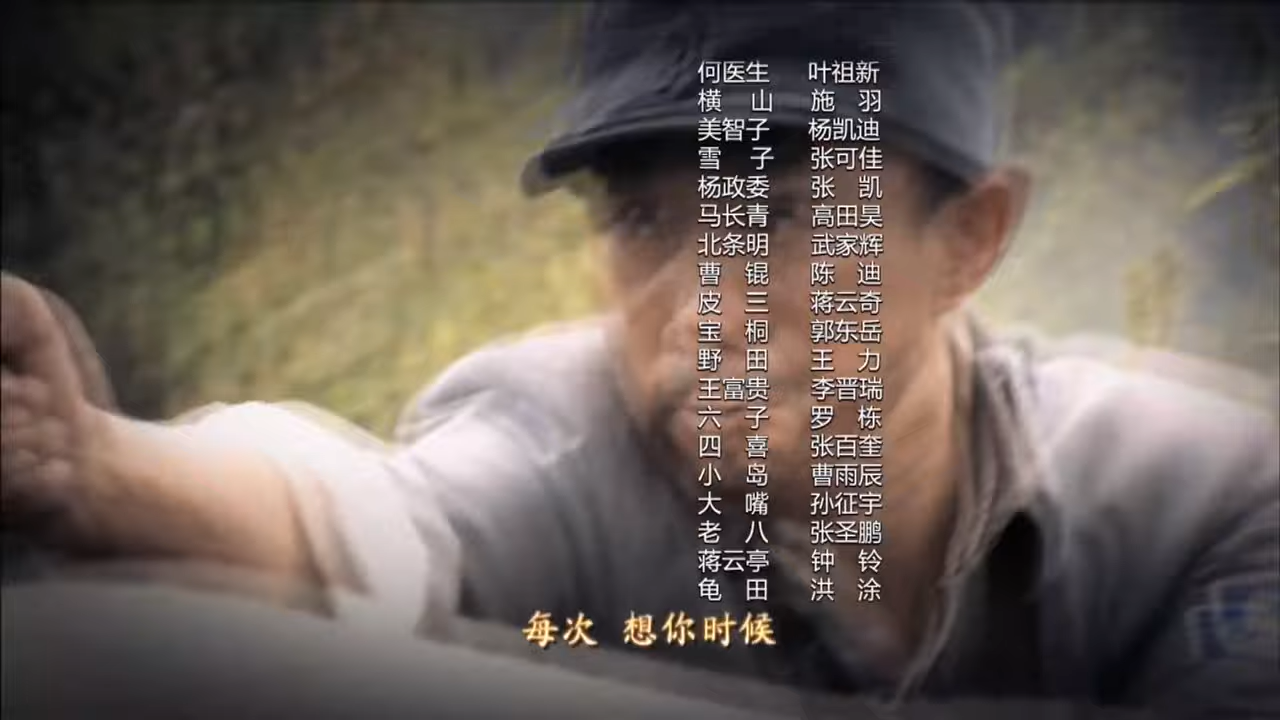 何医生 叶祖新
横 山 施 羽
美智子 杨凯迪
雪 子 张可佳
杨政委 张 凯
马长青 高田昊
北条明 武家辉
曹 锟 陈 迪
皮 三 蒋云奇
宝 桐 郭东岳
野 田 王 力
王富贵 李晋瑞
六 子 罗 栋
四 喜 张百奎
小 岛 曹雨辰
大 嘴 孙征宇
老 八 张圣鹏
蒋云亭 钟 铃
龟 田 洪 涂
每次 想你时候